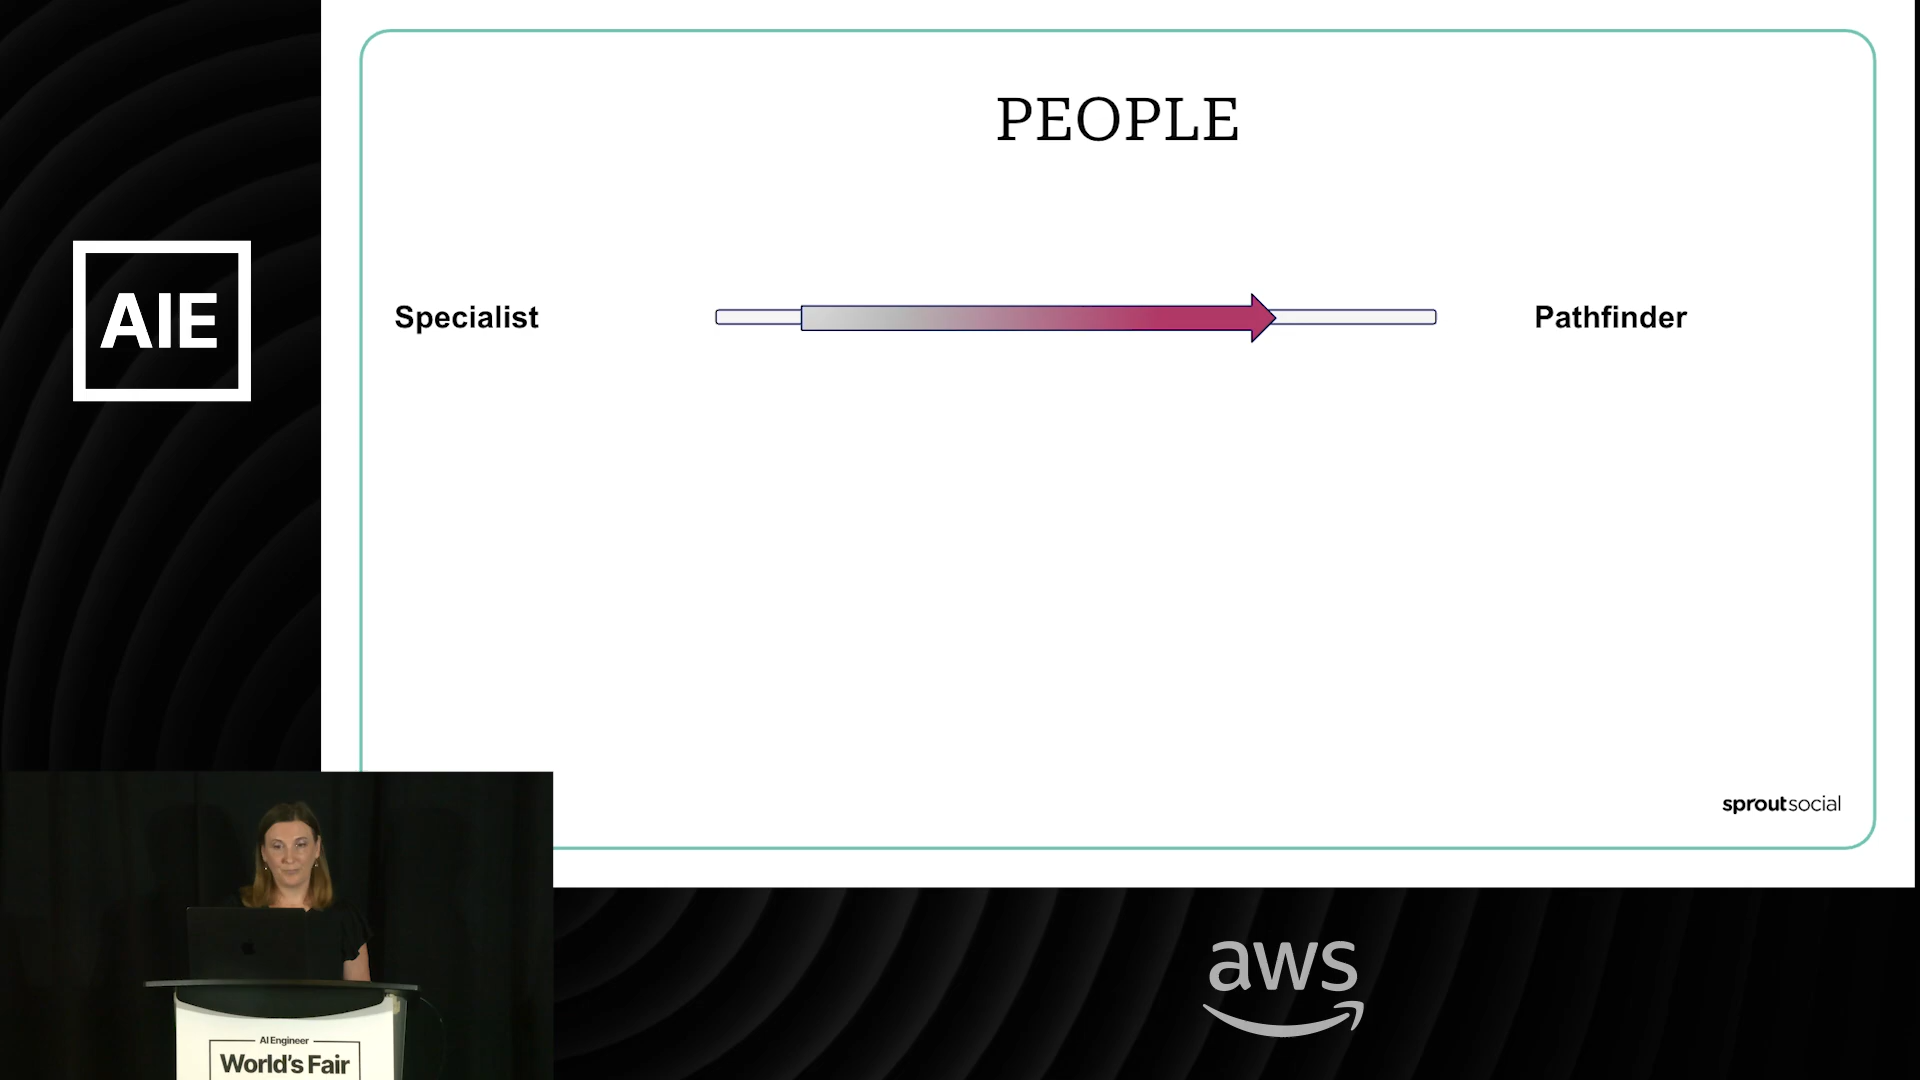 PEOPLE
Specialist
Pathfinder
AIE
sproutsocial
aws
AI Engineer
World's Fair